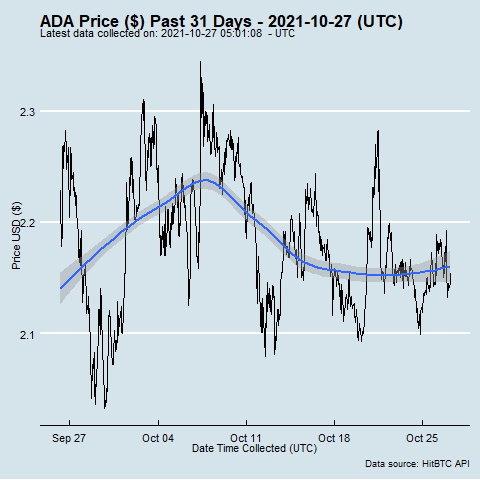 ADA Price ($) Past 31 Days - 2021-10-27 (UTC)
Latest data collected on: 2021-10-27 05:01:08 - UTC
Price USD ($)
2.3
2.2
2.1
Sep 27 Oct 04 Oct 11 Oct 18 Oct 25
Date Time Collected (UTC)
Data source: HitBTC API